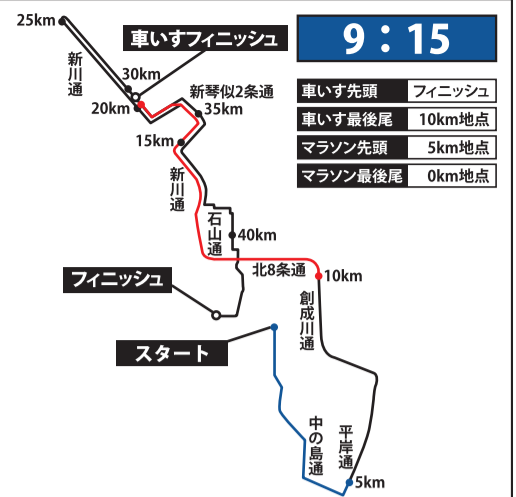 25km
車いすフィニッシュ
9：15
新川通
30km
新琴似2条通
20km
35km
車いす先頭 フィニッシュ
車いす最後尾 10km地点
マラソン先頭 5km地点
マラソン最後尾 0km地点
15km
新川通
石山通
40km
北8条通
フィニッシュ
10km
創成川通
スタート
中の島通
平岸通
5km